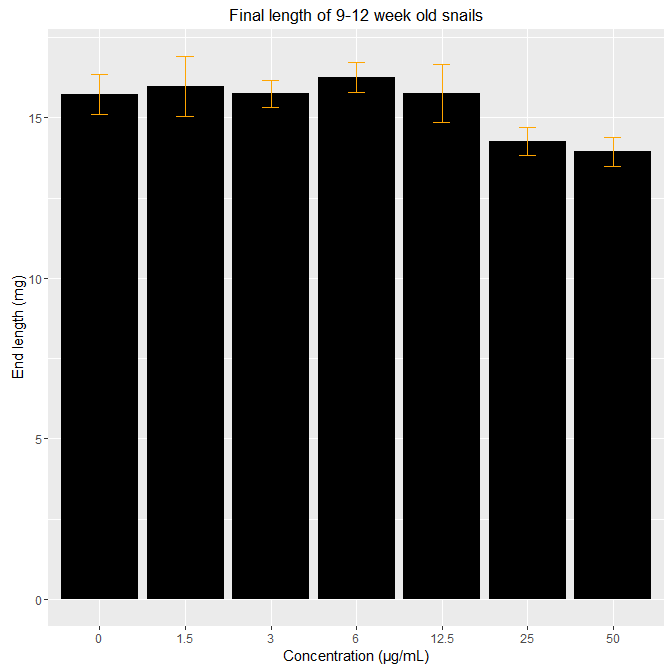 Final length of 9-12 week old snails
End length (mg)
15
10
5
0
0 1.5 3 6 12.5 25 50
Concentration (µg/mL)